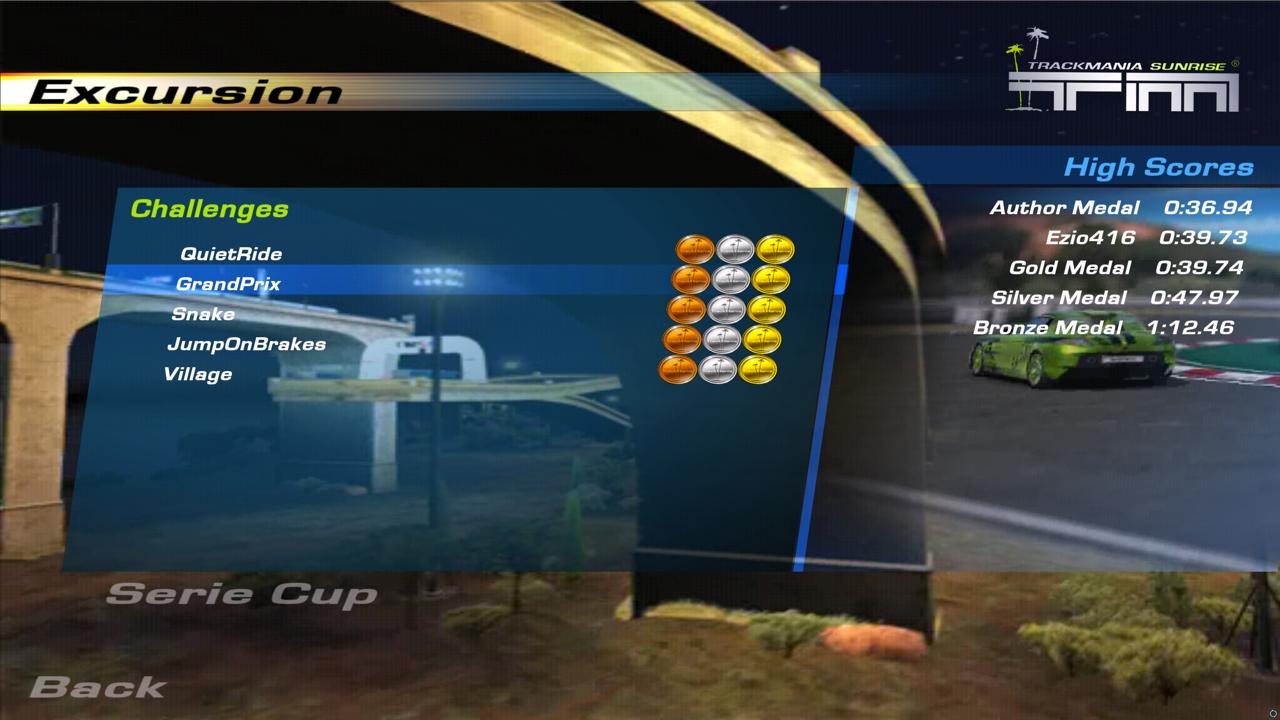 Excursion
TRACKMANIA SUNRISE ®
TM
High Scores
Challenges
Author Medal 0:36.94
Ezio416 0:39.73
Gold Medal 0:39.74
Silver Medal 0:47.97
Bronze Medal 1:12.46
QuietRide
GrandPrix
Snake
JumpOnBrakes
Village
Serie Cup
Back